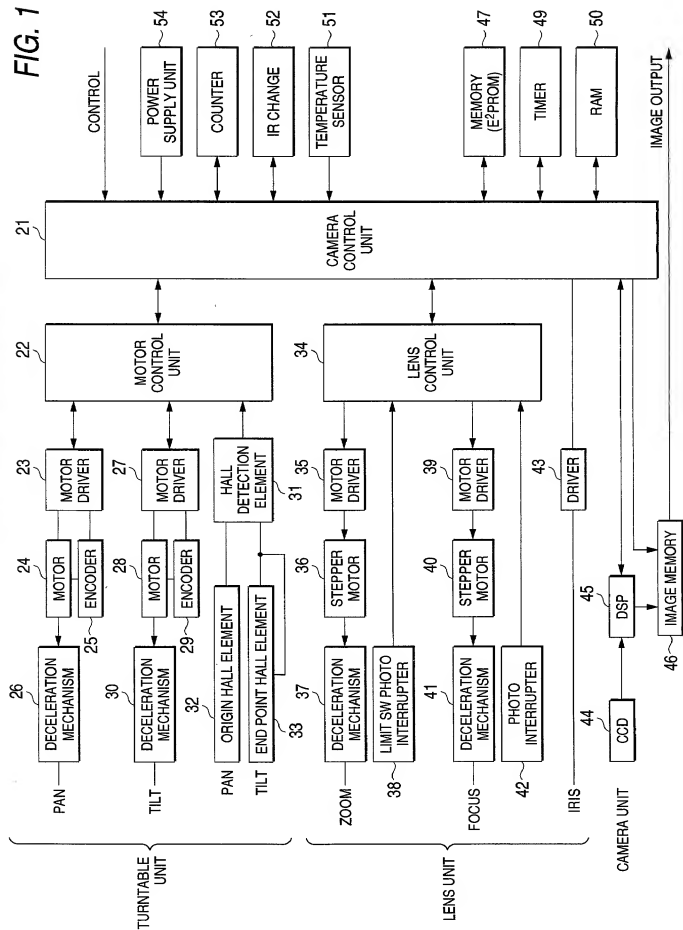 FIG. 1
CONTROL
POWER
SUPPLY UNIT
54
COUNTER
53
IR CHANGE
52
TEMPERATURE
SENSOR
51
MEMORY
(E²PROM)
47
TIMER
49
RAM
50
IMAGE OUTPUT
21
CAMERA
CONTROL
UNIT
22
MOTOR
CONTROL
UNIT
34
LENS
CONTROL
UNIT
23
MOTOR
DRIVER
27
MOTOR
DRIVER
HALL
DETECTION
ELEMENT
31
35
MOTOR
DRIVER
39
MOTOR
DRIVER
43
DRIVER
24
MOTOR
ENCODER
25
28
MOTOR
ENCODER
29
36
STEPPER
MOTOR
40
STEPPER
MOTOR
45
DSP
IMAGE MEMORY
46
26
DECELERATION
MECHANISM
30
DECELERATION
MECHANISM
32
ORIGIN HALL ELEMENT
END POINT HALL ELEMENT
33
37
DECELERATION
MECHANISM
LIMIT SW PHOTO
INTERRUPTER
38
41
DECELERATION
MECHANISM
PHOTO
INTERRUPTER
42
44
CCD
PAN
TILT
PAN
TILT
ZOOM
FOCUS
IRIS
CAMERA UNIT
TURNTABLE
UNIT
LENS UNIT